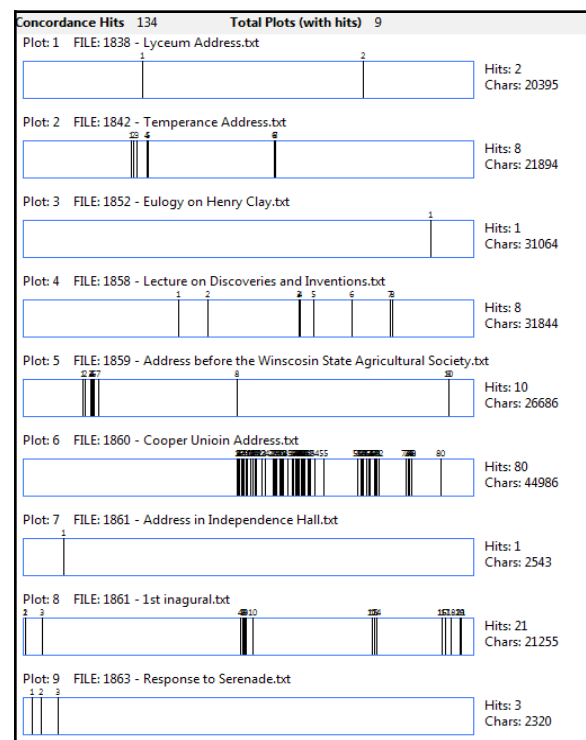 Concordance Hits 134 Total Plots (with hits) 9
Plot: 1 FILE: 1838 - Lyceum Address.txt
1 2
Hits: 2
Chars: 20395
Plot: 2 FILE: 1842 - Temperance Address.txt
Hits: 8
Chars: 21894
Plot: 3 FILE: 1852 - Eulogy on Henry Clay.txt
1
Hits: 1
Chars: 31064
Plot: 4 FILE: 1858 - Lecture on Discoveries and Inventions.txt
1 2 5 6
Hits: 8
Chars: 31844
Plot: 5 FILE: 1859 - Address before the Winscosin State Agricultural Society.txt
8
Hits: 10
Chars: 26686
Plot: 6 FILE: 1860 - Cooper Unioin Address.txt
80
Hits: 80
Chars: 44986
Plot: 7 FILE: 1861 - Address in Independence Hall.txt
1
Hits: 1
Chars: 2543
Plot: 8 FILE: 1861 - 1st inagural.txt
3 10
Hits: 21
Chars: 21255
Plot: 9 FILE: 1863 - Response to Serenade.txt
1 2 3
Hits: 3
Chars: 2320